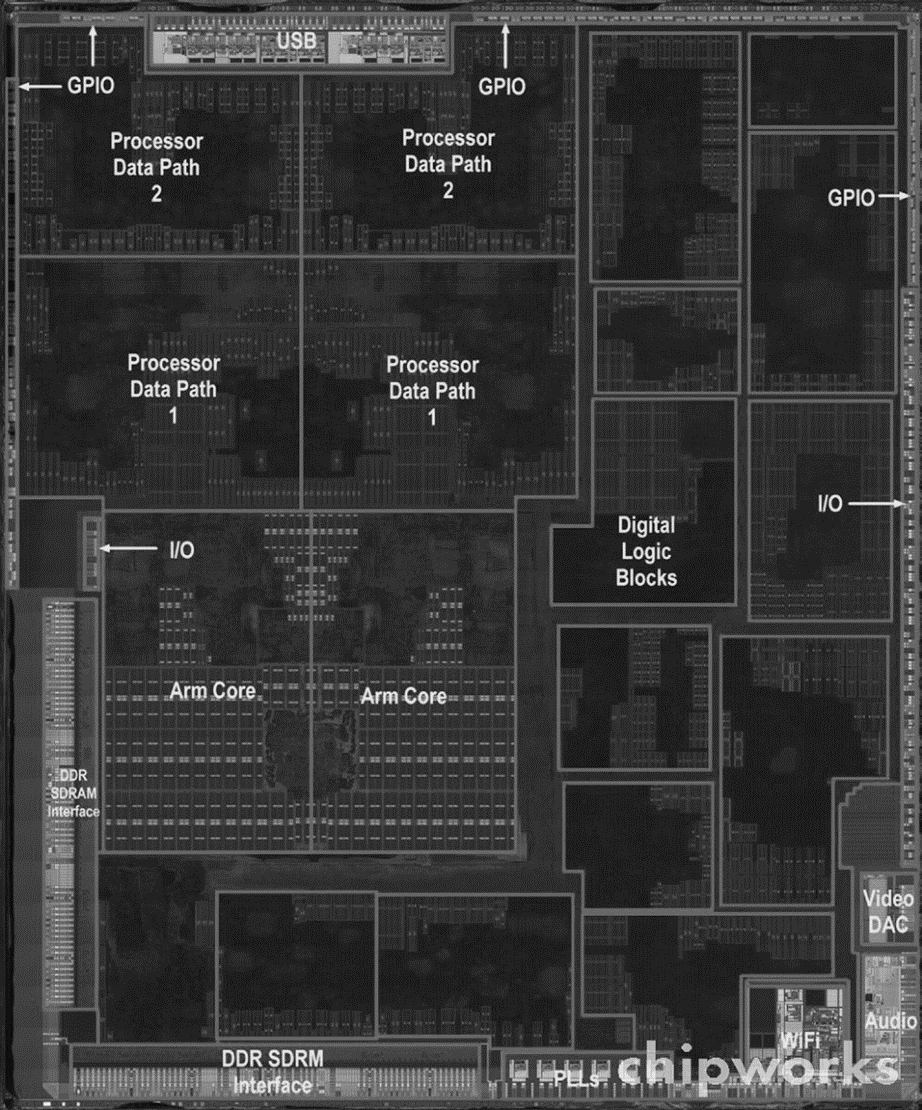 USB
GPIO
GPIO
Processor
Data Path
2
Processor
Data Path
2
GPIO
Processor
Data Path
1
Processor
Data Path
1
I/O
I/O
Digital
Logic
Blocks
Arm Core
Arm Core
DDR
SDRAM
Interface
Video
DAC
Audio
WiFi
DDR SDRM
Interface
PLLs
chipworks